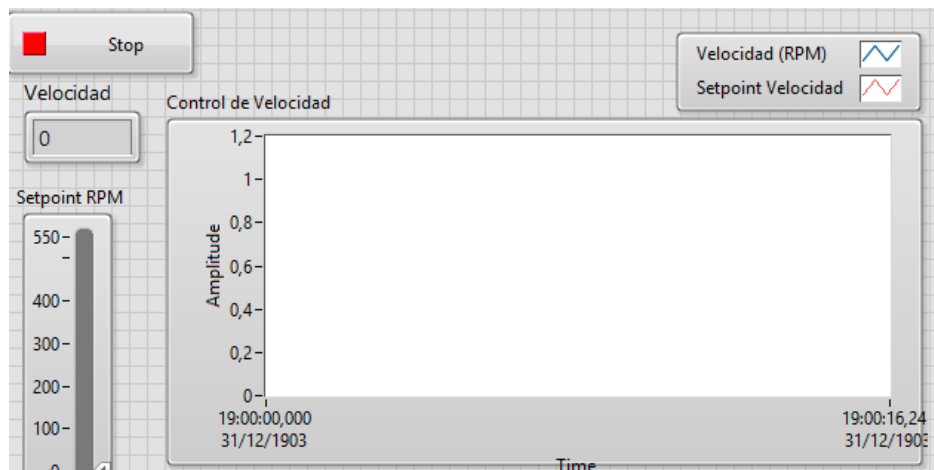 Stop
Velocidad (RPM)
Setpoint Velocidad
Velocidad
0
Control de Velocidad
Setpoint RPM
550
400
300
200
100
0
1,2
1
0,8
0,6
0,4
0,2
0
Amplitude
19:00:00,000
31/12/1903
19:00:16,24
31/12/1903
Time